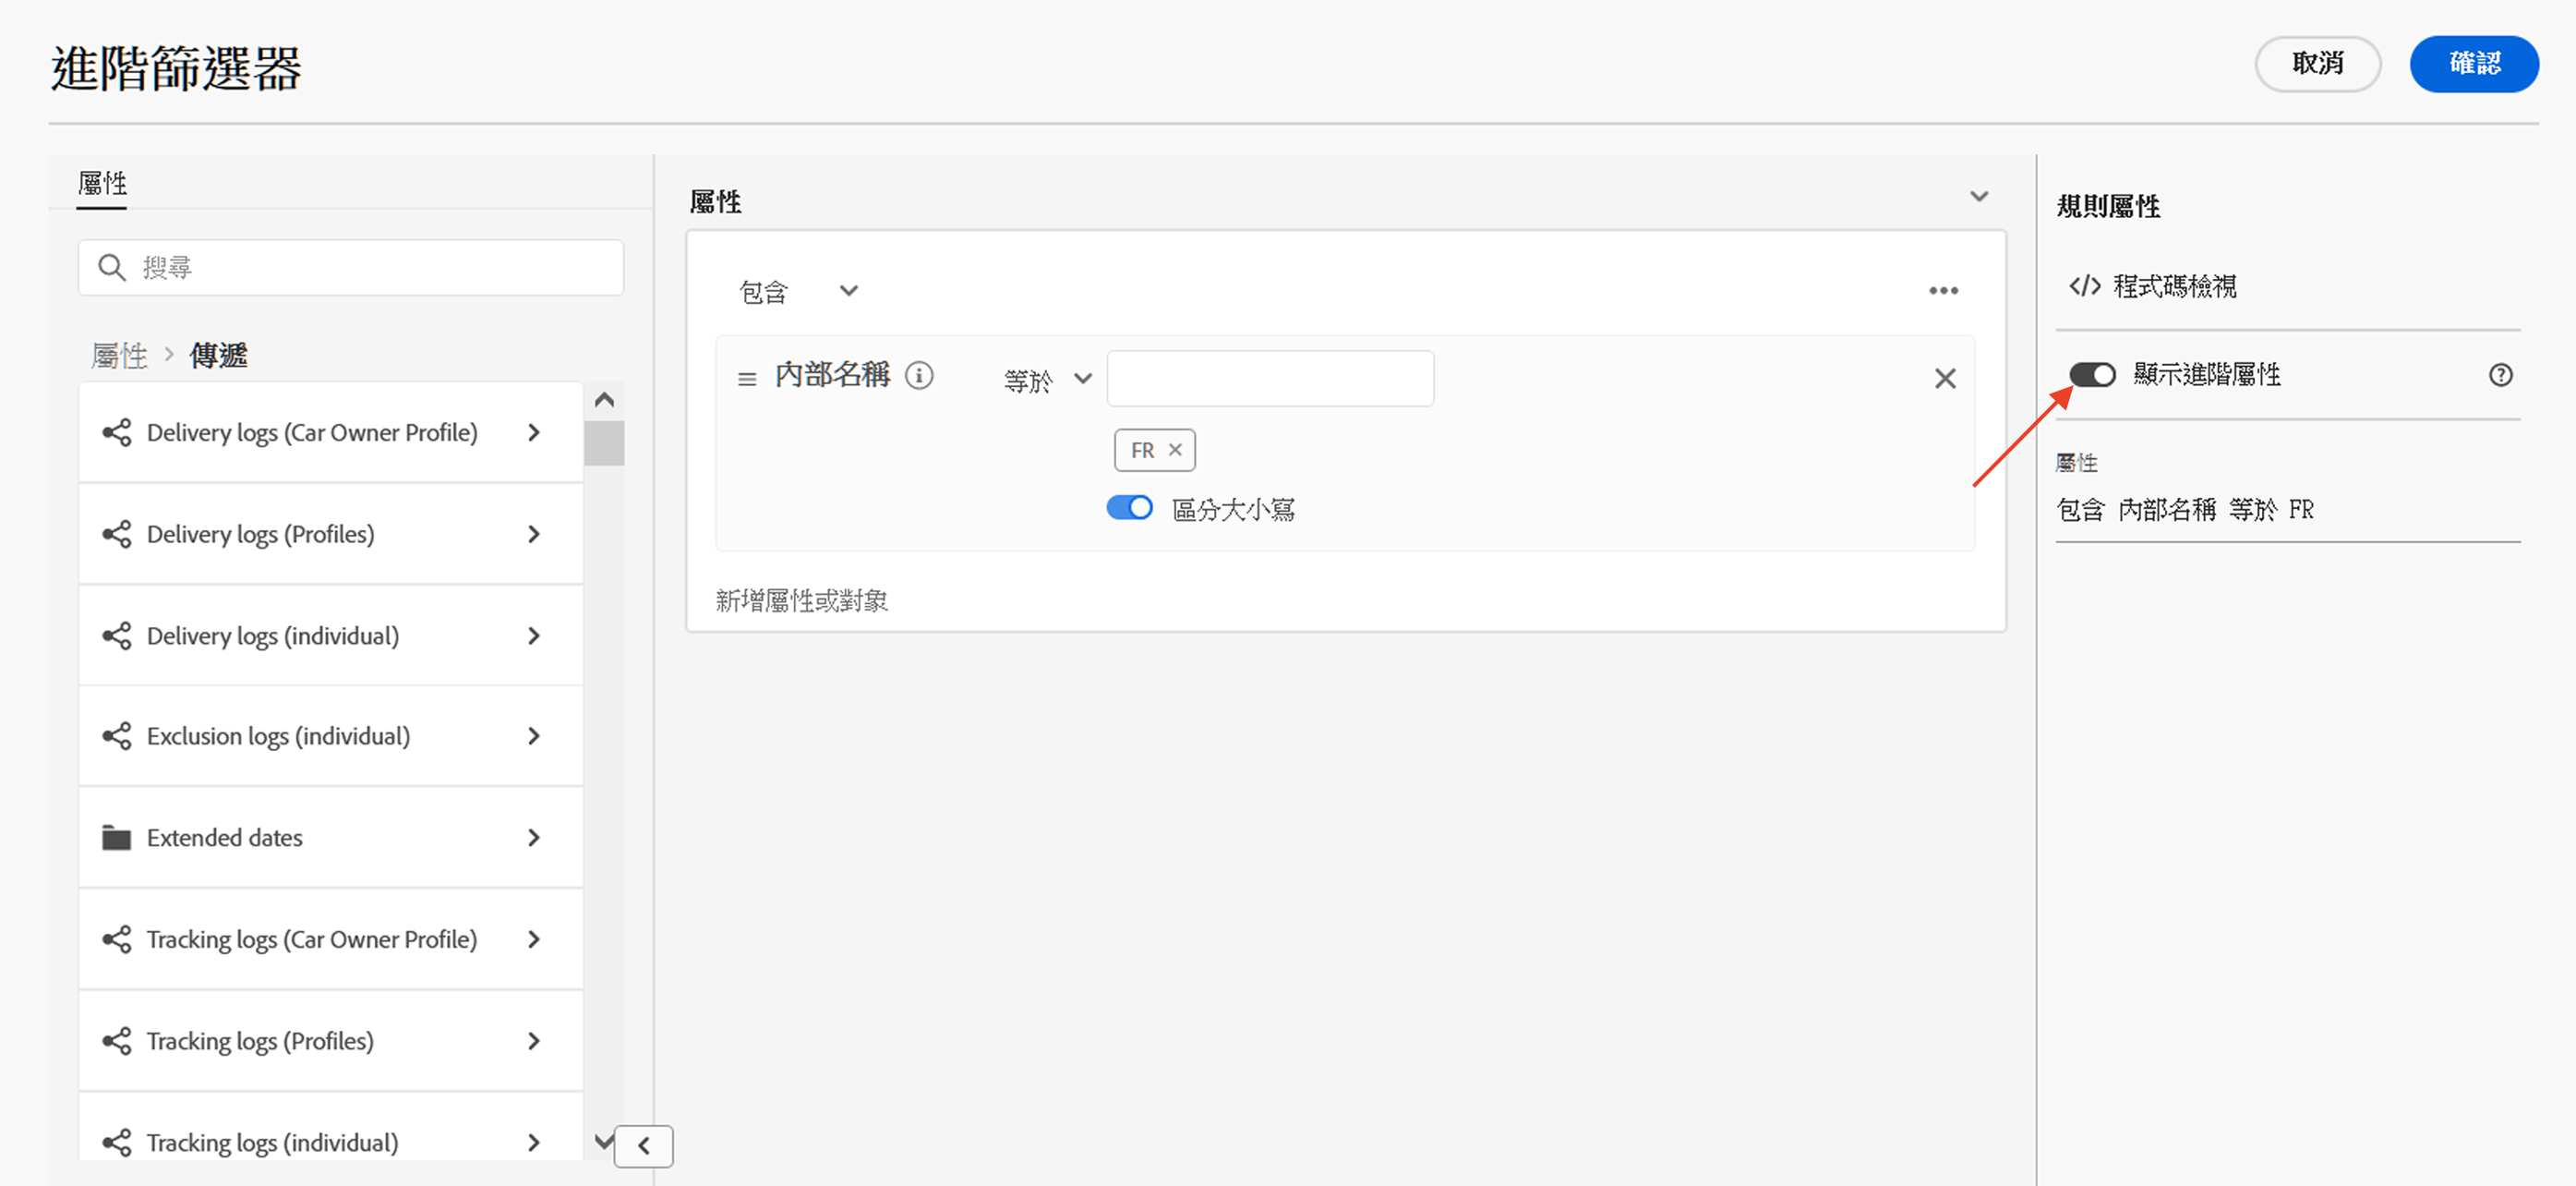 進階篩選器
取消
確認
屬性
搜尋
屬性 > 傳遞
Delivery logs (Car Owner Profile)
Delivery logs (Profiles)
Delivery logs (individual)
Exclusion logs (individual)
Extended dates
Tracking logs (Car Owner Profile)
Tracking logs (Profiles)
Tracking logs (individual)
屬性
包含
內部名稱
等於
FR
區分大小寫
新增屬性或對象
規則屬性
</> 程式碼檢視
顯示進階屬性
屬性
包含 內部名稱 等於 FR